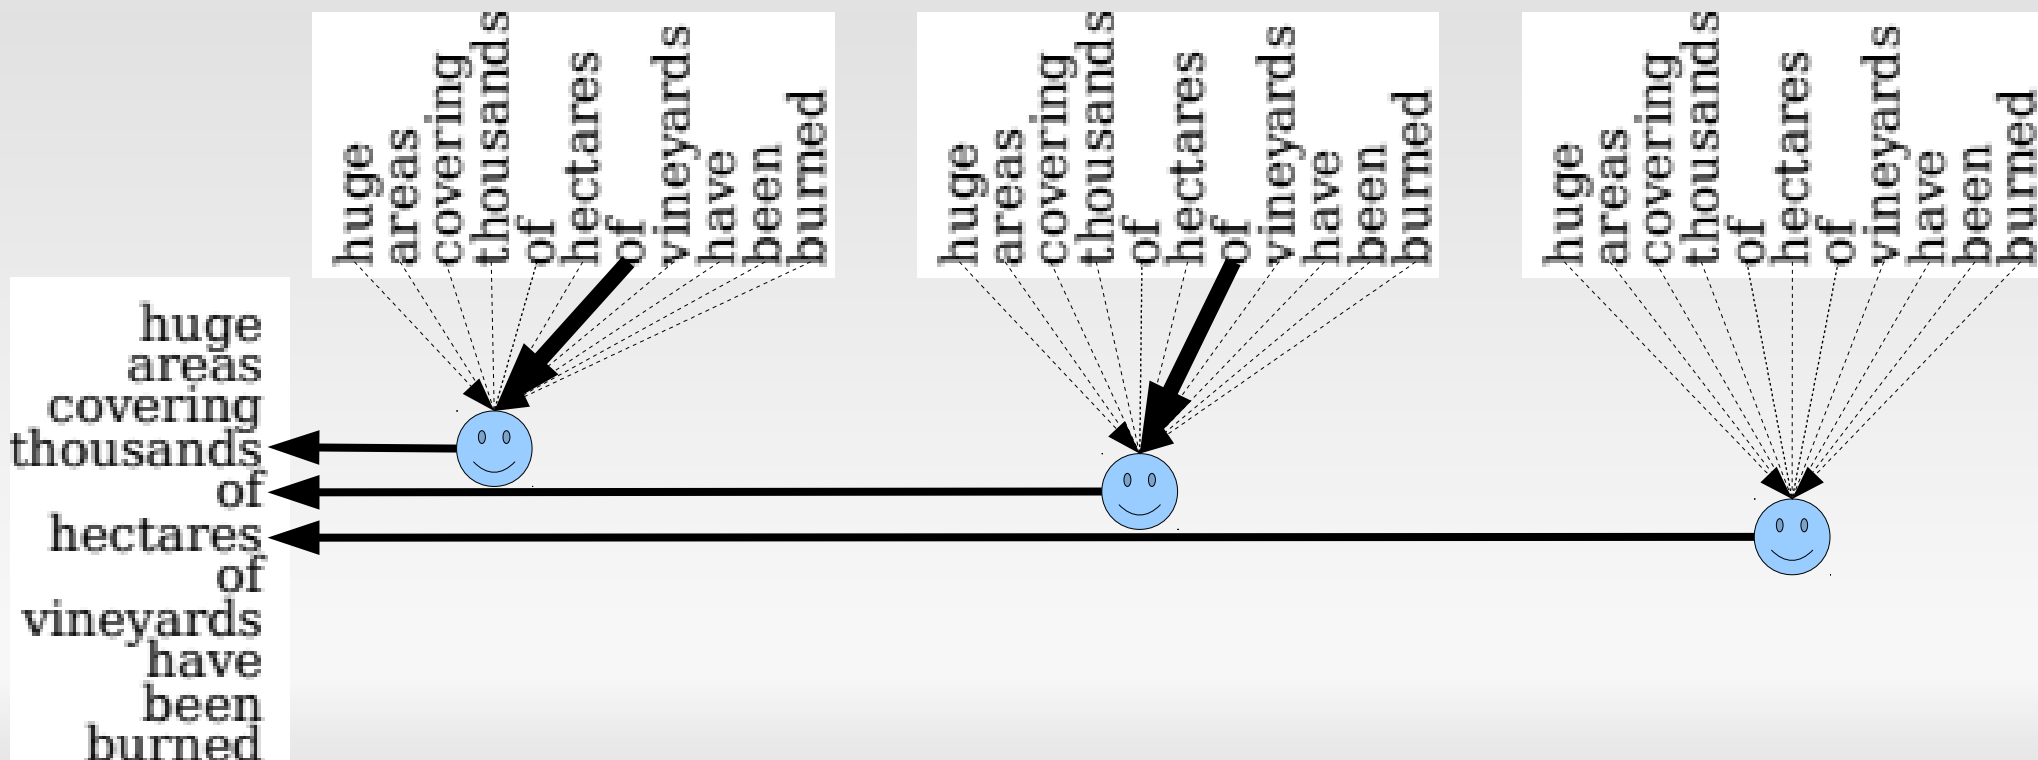 huge
areas
covering
thousands
of
hectares
of
vineyards
have
been
burned
huge
areas
covering
thousands
of
hectares
of
vineyards
have
been
burned
huge
areas
covering
thousands
of
hectares
of
vineyards
have
been
burned
huge
areas
covering
thousands
of
hectares
of
vineyards
have
been
burned